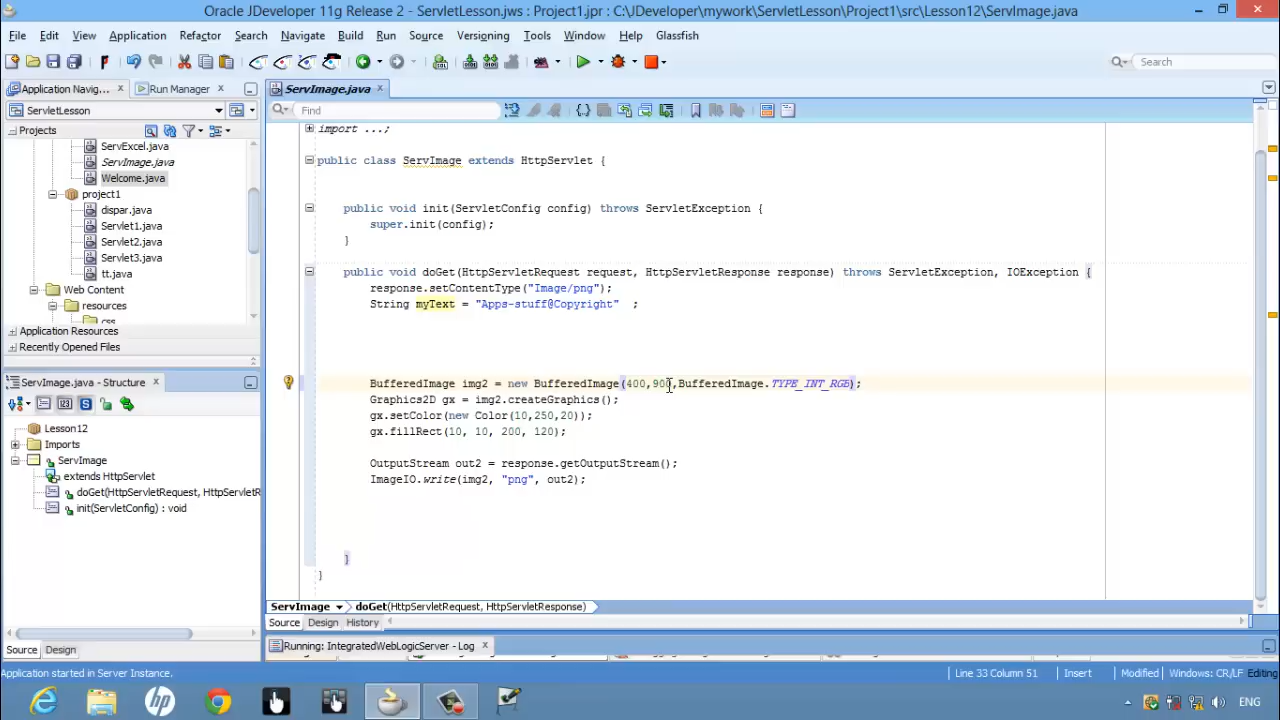 Oracle JDeveloper 11g Release 2 - ServletLesson.jws : Project1.jpr : C:\JDeveloper\mywork\ServletLesson\Project1\src\Lesson12\ServImage.java
File Edit View Application Refactor Search Navigate Build Run Source Versioning Tools Window Help Glassfish
Search
Application Navig... Run Manager
ServImage.java
ServletLesson
Find
Projects
ServExcel.java
ServImage.java
Welcome.java
project1
dispar.java
Servlet1.java
Servlet2.java
Servlet3.java
tt.java
Web Content
resources
css
Application Resources
Recently Opened Files
ServImage.java - Structure
Lesson12
Imports
ServImage
extends HttpServlet
doGet(HttpServletRequest, HttpServletR
init(ServletConfig) : void
Source Design
import ...;
public class ServImage extends HttpServlet {
public void init(ServletConfig config) throws ServletException {
super.init(config);
}
public void doGet(HttpServletRequest request, HttpServletResponse response) throws ServletException, IOException {
response.setContentType("Image/png");
String myText = "Apps-stuff@Copyright" ;
BufferedImage img2 = new BufferedImage(400,900,BufferedImage.TYPE_INT_RGB);
Graphics2D gx = img2.createGraphics();
gx.setColor(new Color(10,250,20));
gx.fillRect(10, 10, 200, 120);
OutputStream out2 = response.getOutputStream();
ImageIO.write(img2, "png", out2);
}
}
ServImage doGet(HttpServletRequest, HttpServletResponse)
Source Design History
Running: IntegratedWebLogicServer - Log
Application started in Server Instance.
Line 33 Column 51 Insert Modified Windows: CR/LF Editing
ENG